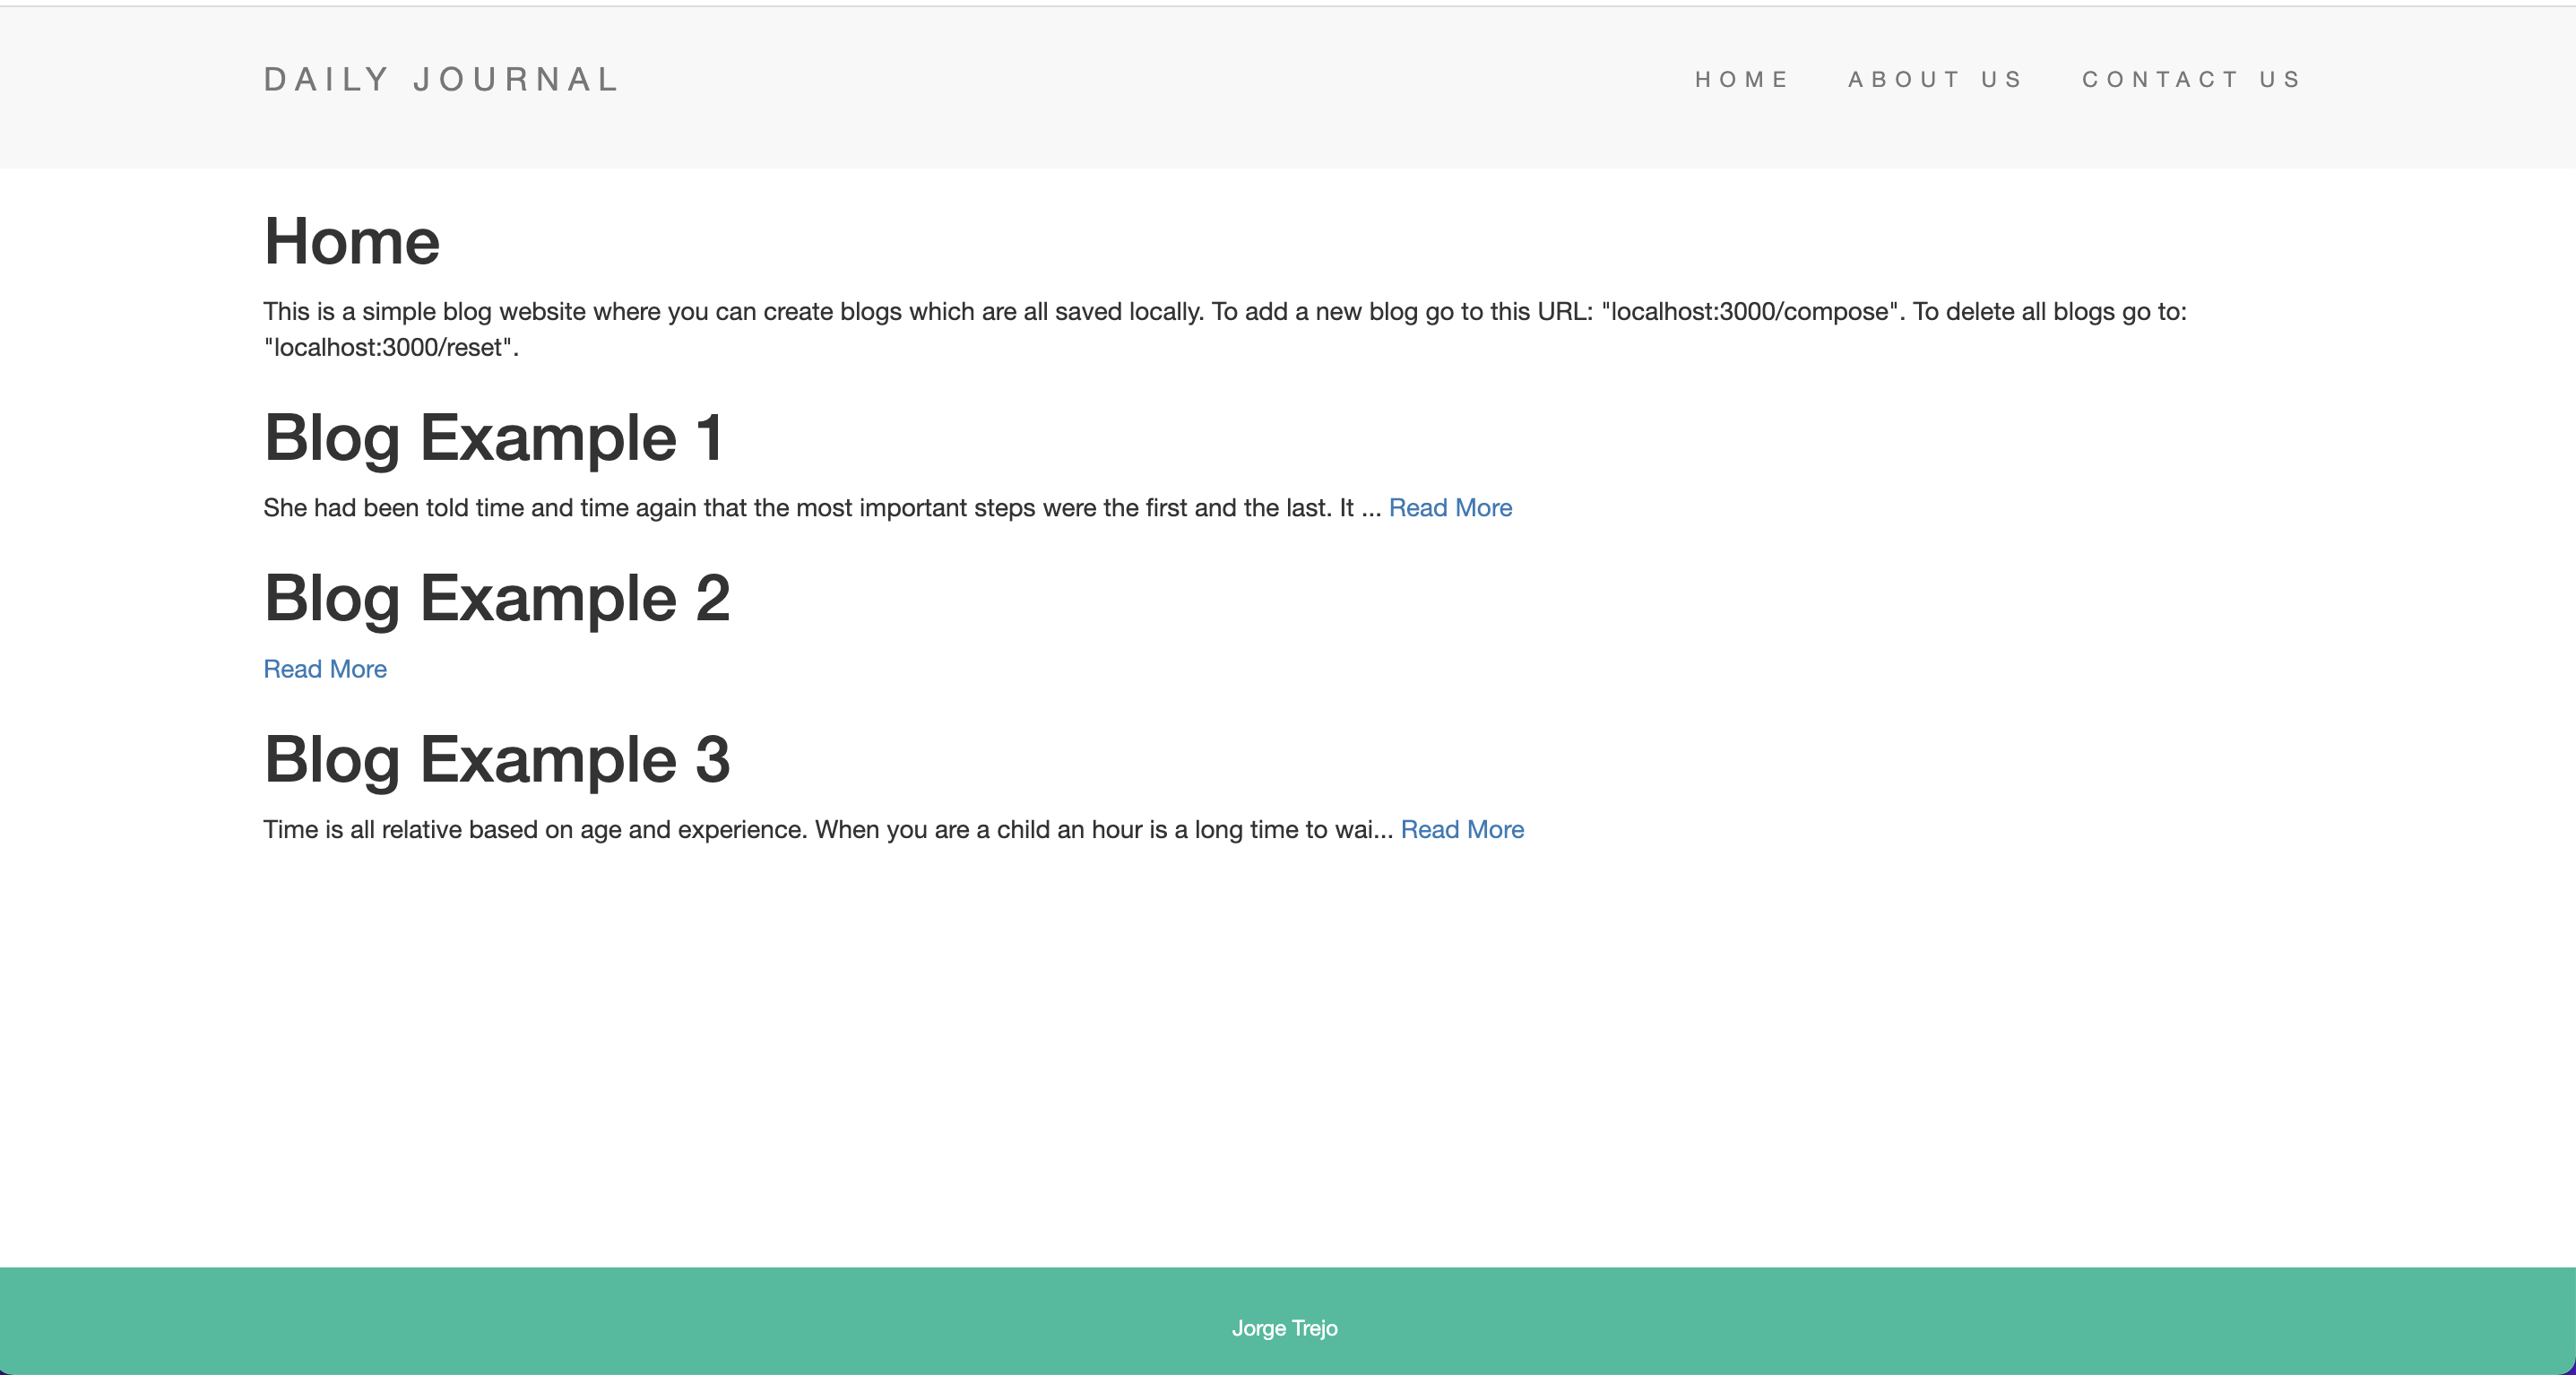 DAILY JOURNAL
HOME ABOUT US CONTACT US
Home
This is a simple blog website where you can create blogs which are all saved locally. To add a new blog go to this URL: "localhost:3000/compose". To delete all blogs go to:
"localhost:3000/reset".
Blog Example 1
She had been told time and time again that the most important steps were the first and the last. It ... Read More
Blog Example 2
Read More
Blog Example 3
Time is all relative based on age and experience. When you are a child an hour is a long time to wai... Read More
Jorge Trejo